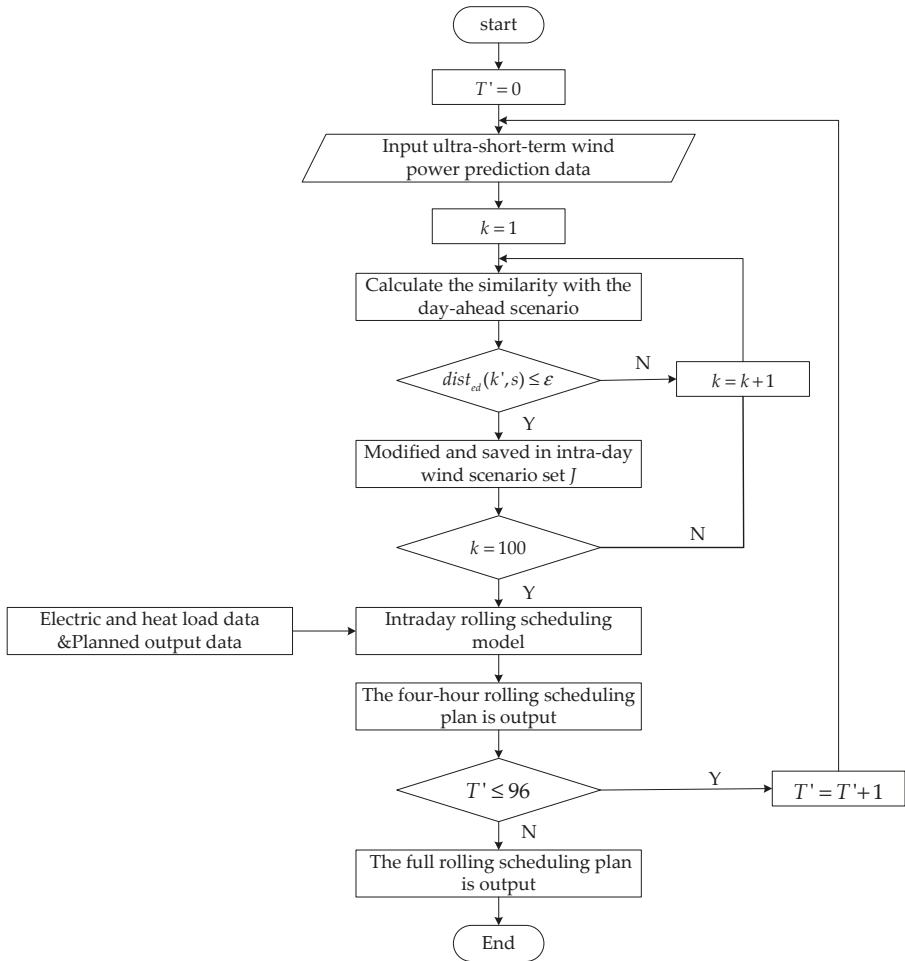 start
T'=0
Input ultra-short-term wind
power prediction data
k=1
Calculate the similarity with the
day-ahead scenario
dist_ed(k',s)≤ε
N
k=k+1
Y
Modified and saved in intra-day
wind scenario set J
k=100
N
Y
Electric and heat load data
&Planned output data
Intraday rolling scheduling
model
The four-hour rolling scheduling
plan is output
T'≤96
Y
T'=T'+1
N
The full rolling scheduling plan
is output
End